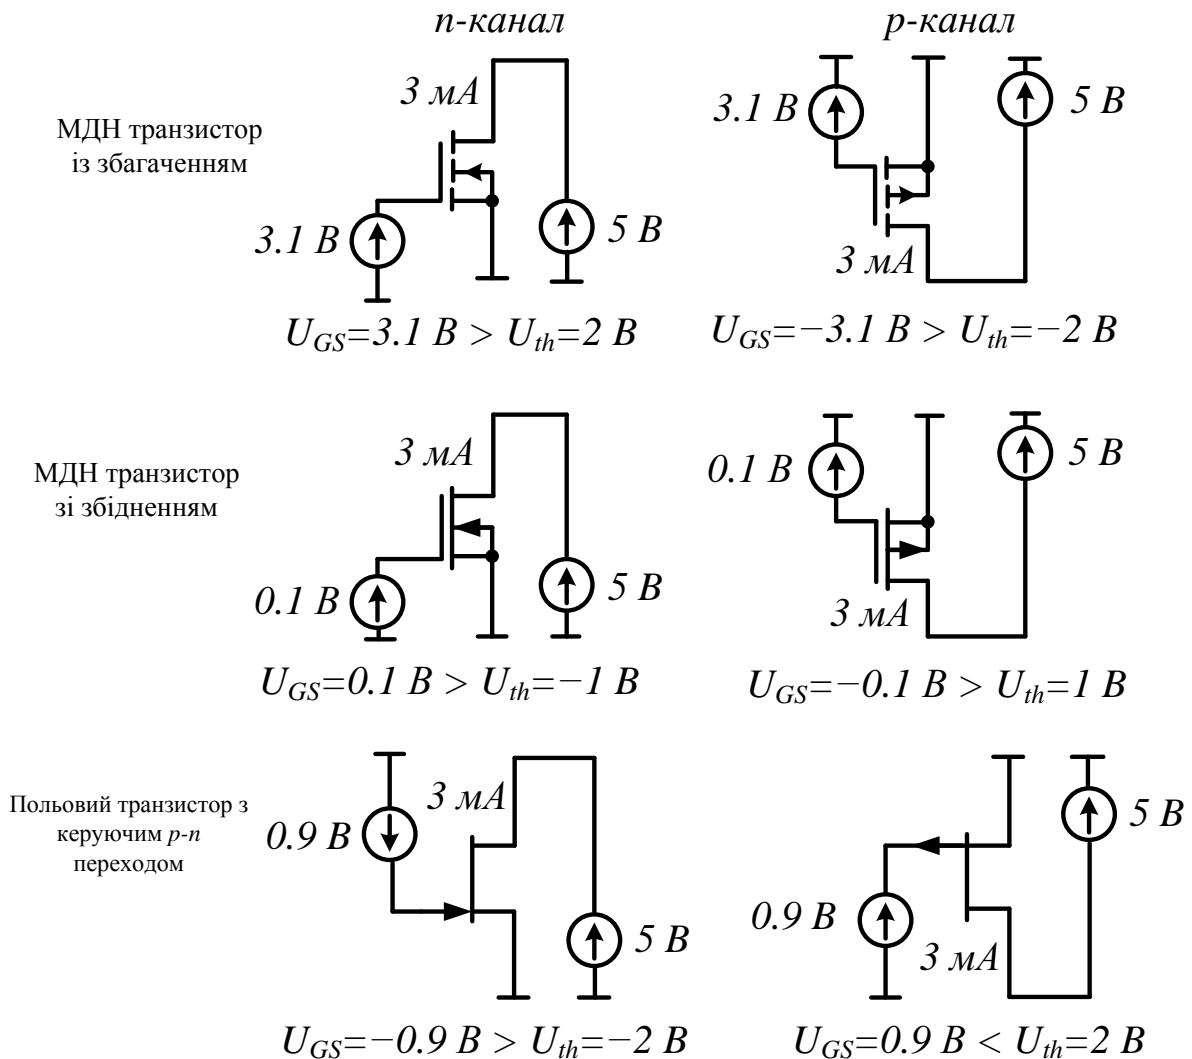 n-канал
p-канал
МДН транзистор
із збагаченням
3 мА
3.1 В
5 В
3.1 В
5 В
3 мА
U_GS=3.1 В > U_th=2 В
U_GS=−3.1 В > U_th=−2 В
МДН транзистор
зі збідненням
3 мА
0.1 В
5 В
0.1 В
5 В
3 мА
U_GS=0.1 В > U_th=−1 В
U_GS=−0.1 В > U_th=1 В
Польовий транзистор з
керуючим p-n
переходом
3 мА
0.9 В
5 В
5 В
0.9 В
3 мА
U_GS=−0.9 В > U_th=−2 В
U_GS=0.9 В < U_th=2 В